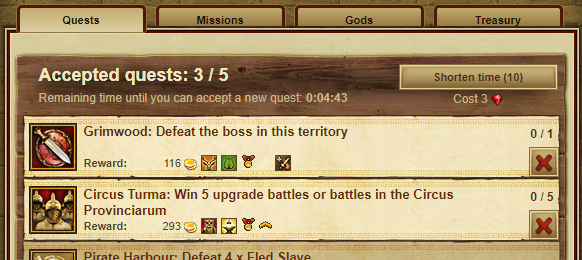 Quests Missions Gods Treasury
Accepted quests: 3 / 5
Shorten time (10)
Remaining time until you can accept a new quest: 0:04:43
Cost 3
Grimwood: Defeat the boss in this territory
0 / 1
Reward: 116
Circus Turma: Win 5 upgrade battles or battles in the Circus
Provinciarum
0 / 5
Reward: 293
Pirate Harbour: Defeat 4 x Fled Slave